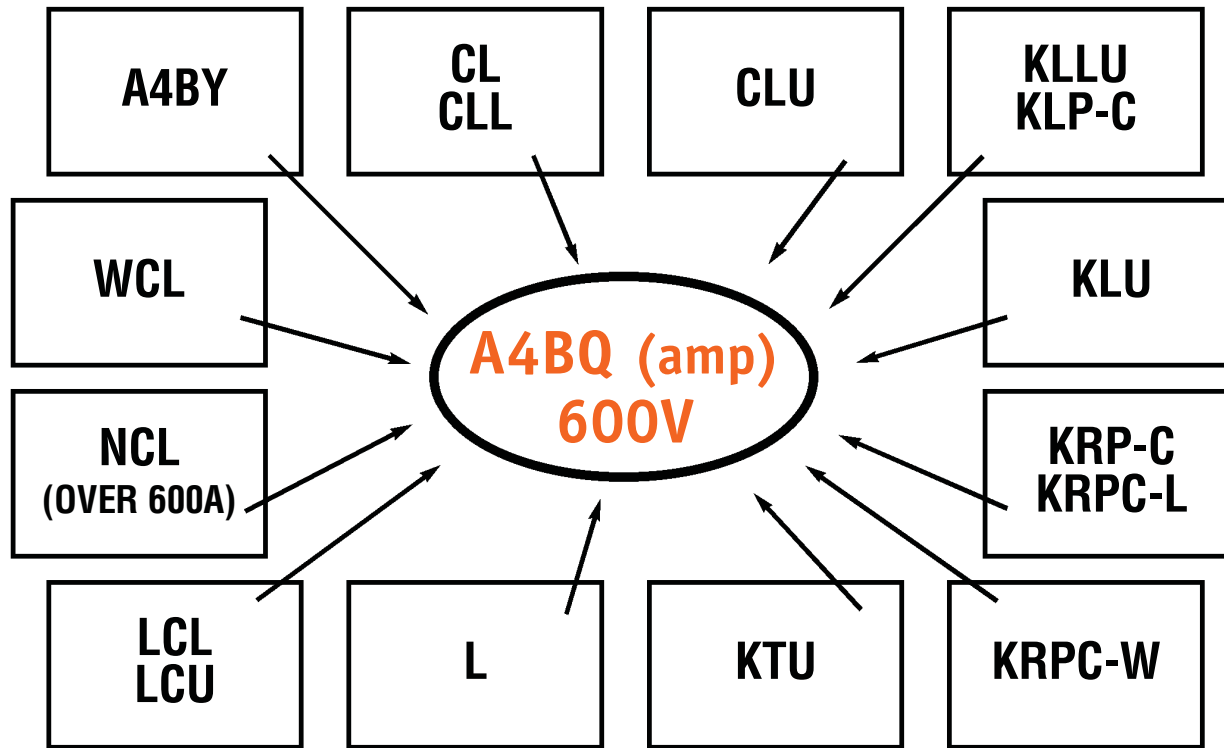 A4BY
CL
CLL
CLU
KLLU
KLP-C
WCL
A4BQ (amp)
600V
KLU
NCL
(OVER 600A)
KRP-C
KRPC-L
LCL
LCU
L
KTU
KRPC-W